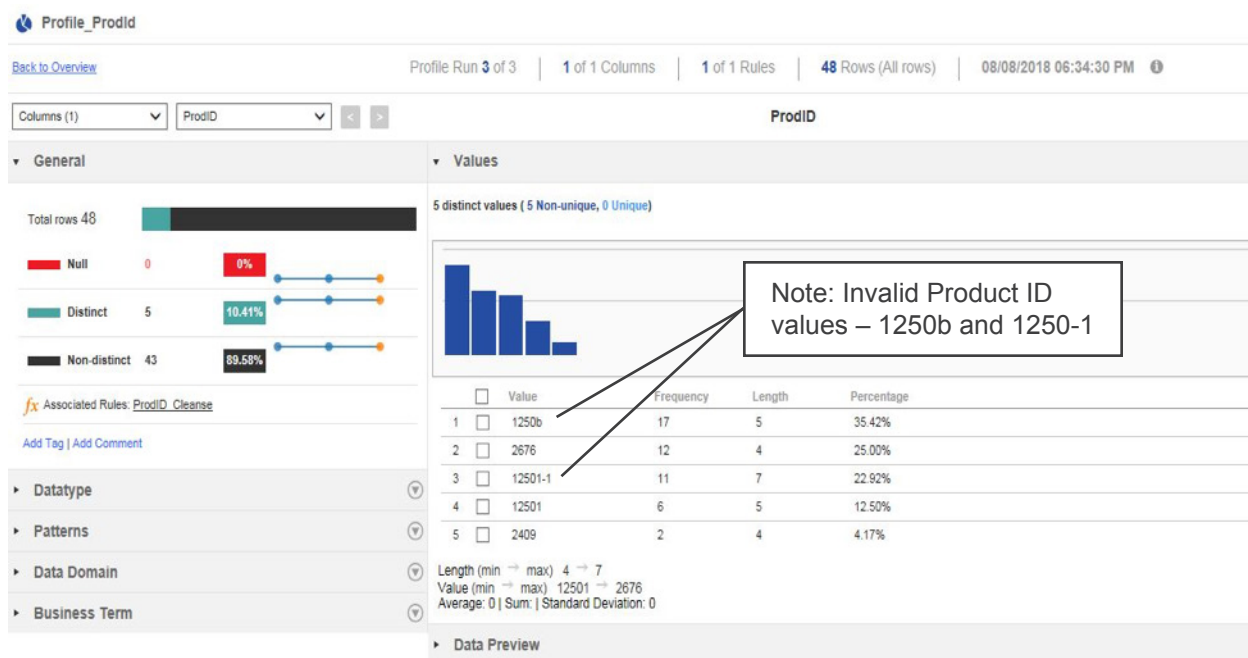 Profile_ProdId
Back to Overview
Profile Run 3 of 3 | 1 of 1 Columns | 1 of 1 Rules | 48 Rows (All rows) | 08/08/2018 06:34:30 PM
Columns (1) ProdID < > ProdID
General
Total rows 48
Null 0 0%
Distinct 5 10.41%
Non-distinct 43 89.58%
fx Associated Rules: ProdID_Cleanse
Add Tag | Add Comment
Datatype
Patterns
Data Domain
Business Term
Values
5 distinct values ( 5 Non-unique, 0 Unique)
Note: Invalid Product ID
values – 1250b and 1250-1
Value Frequency Length Percentage
1 1250b 17 5 35.42%
2 2676 12 4 25.00%
3 12501-1 11 7 22.92%
4 12501 6 5 12.50%
5 2409 2 4 4.17%
Length (min → max) 4 → 7
Value (min → max) 12501 → 2676
Average: 0 | Sum: | Standard Deviation: 0
Data Preview